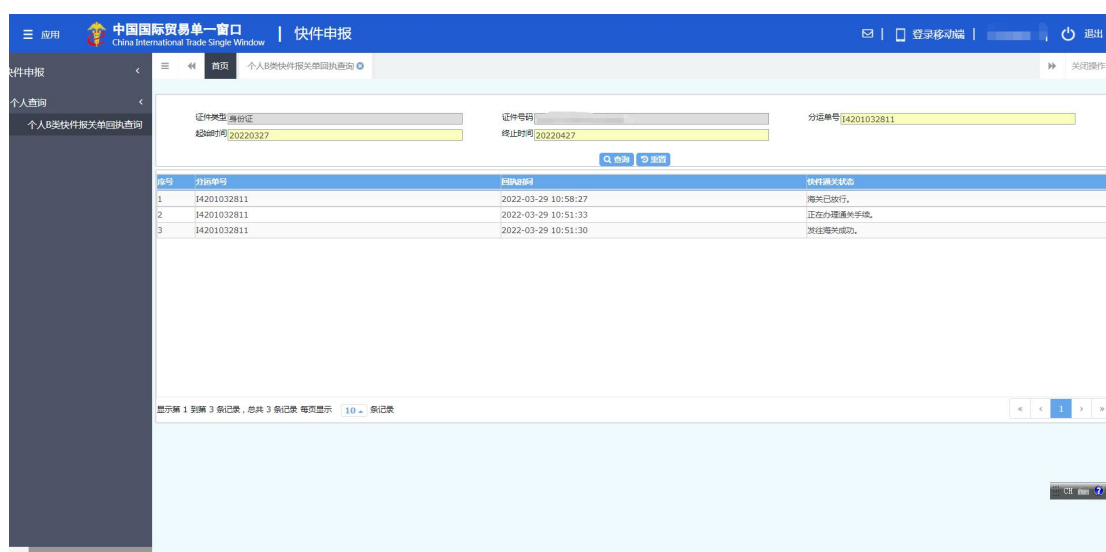 应用
中国国际贸易单一窗口
China International Trade Single Window
快件申报
登录移动端
退出
快件申报
首页
个人B类快件报关单回执查询
关闭操作
个人查询
个人B类快件报关单回执查询
证件类型 身份证
证件号码
分运单号 I4201032811
起始时间 20220327
终止时间 20220427
查询 重置
序号 分运单号 回执时间 快件通关状态
1 I4201032811 2022-03-29 10:58:27 海关已放行。
2 I4201032811 2022-03-29 10:51:33 正在办理通关手续。
3 I4201032811 2022-03-29 10:51:30 发往海关成功。
显示第 1 到第 3 条记录，总共 3 条记录 每页显示 10 条记录
« ‹ 1 › »
CH